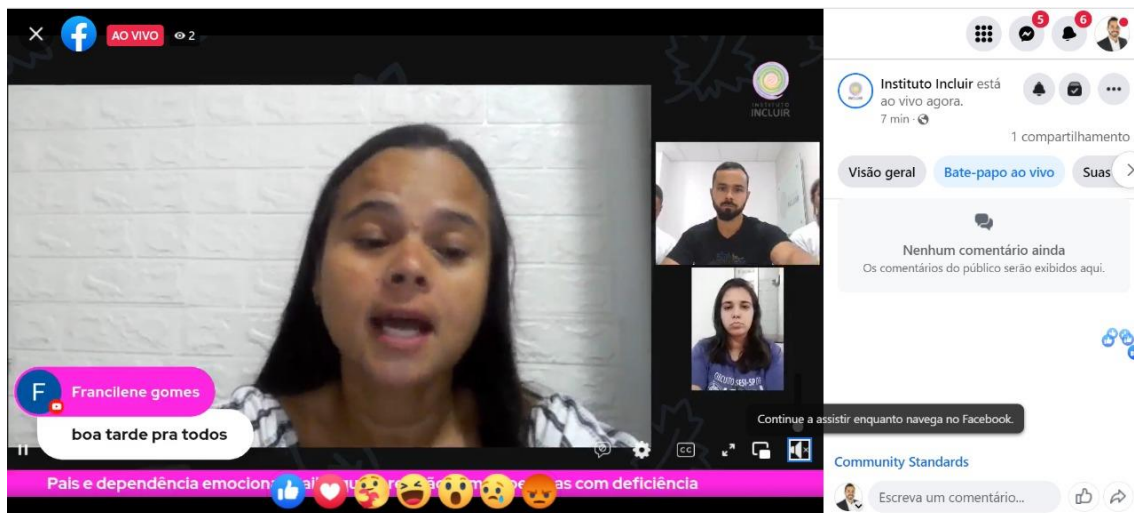 AO VIVO
2
5
6
INSTITUTO
INCLUIR
Instituto Incluir está
ao vivo agora.
7 min
1 compartilhamento
Visão geral
Bate-papo ao vivo
Suas
Nenhum comentário ainda
Os comentários do público serão exibidos aqui.
F
Francilene gomes
boa tarde pra todos
Continue a assistir enquanto navega no Facebook.
CC
Pais e dependência com deficiência
Community Standards
Escreva um comentário...